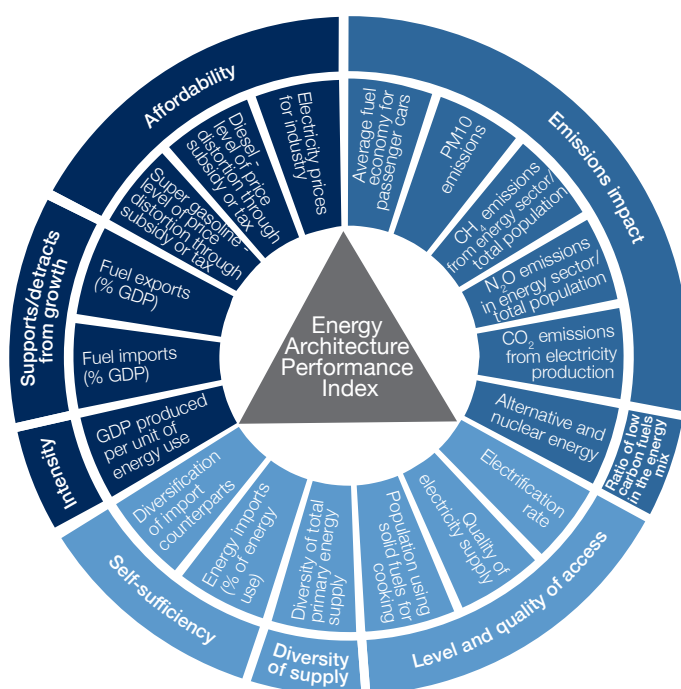 Energy
Architecture
Performance
Index
Emissions impact
Average fuel
economy for
passenger cars
PM10
emissions
CH₄ emissions
from energy sector/
total population
N₂O emissions
in energy sector/
total population
CO₂ emissions
from electricity
production
Ratio of low
carbon fuels
in the energy
mix
Alternative and
nuclear energy
Level and quality of access
Electrification
rate
Quality of
electricity supply
Population using
solid fuels for
cooking
Diversity
of supply
Diversity of total
primary energy
supply
Self-sufficiency
Energy imports
(% of energy
use)
Diversification
of import
counterparts
Intensity
GDP produced
per unit of
energy use
Supports/detracts
from growth
Fuel imports
(% GDP)
Fuel exports
(% GDP)
Affordability
Super gasoline -
level of price
distortion through
subsidy or tax
Diesel -
level of price
distortion through
subsidy or tax
Electricity prices
for industry